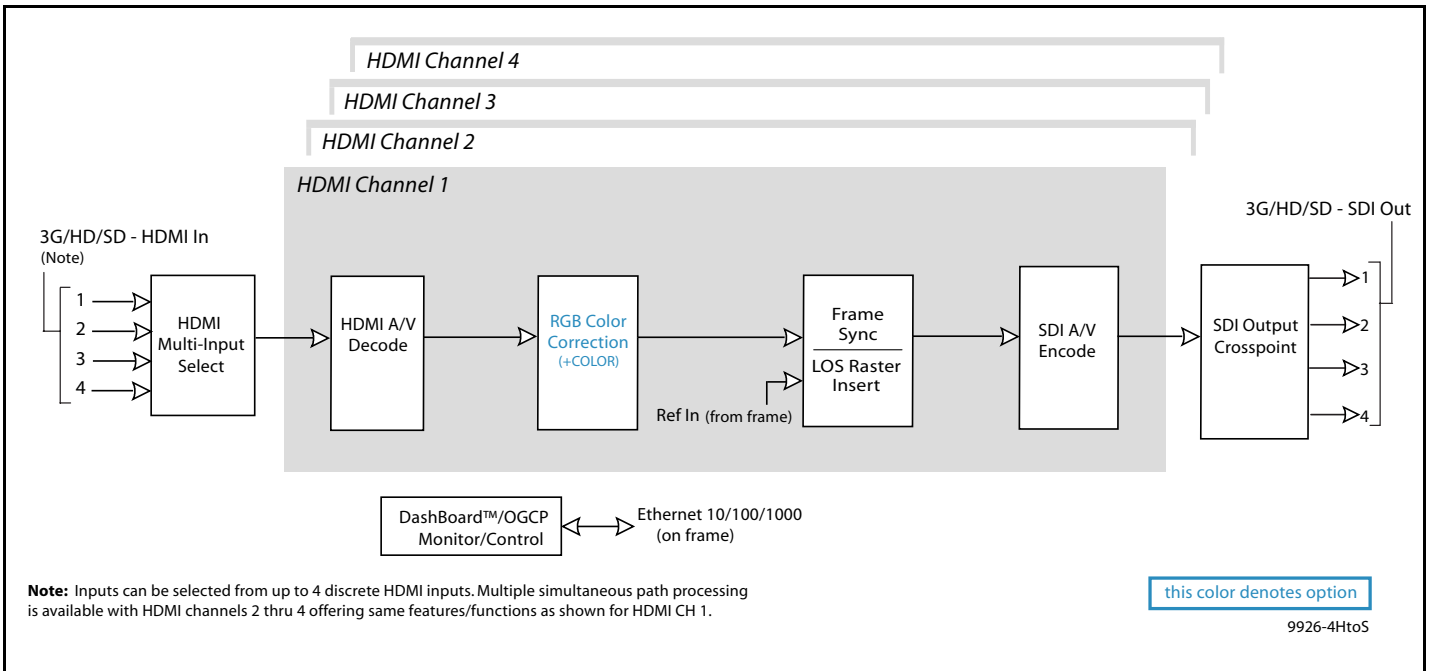 HDMI Channel 4
HDMI Channel 3
HDMI Channel 2
HDMI Channel 1
3G/HD/SD - HDMI In
(Note)
1
2
3
4
HDMI
Multi-Input
Select
HDMI A/V
Decode
RGB Color
Correction
(+COLOR)
Frame
Sync
LOS Raster
Insert
Ref In (from frame)
SDI A/V
Encode
SDI Output
Crosspoint
3G/HD/SD - SDI Out
1
2
3
4
DashBoard™/OGCP
Monitor/Control
Ethernet 10/100/1000
(on frame)
Note: Inputs can be selected from up to 4 discrete HDMI inputs. Multiple simultaneous path processing
is available with HDMI channels 2 thru 4 offering same features/functions as shown for HDMI CH 1.
this color denotes option
9926-4HtoS